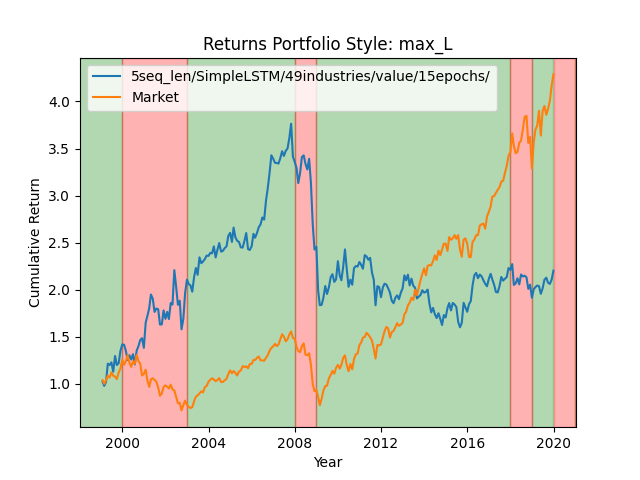 Returns Portfolio Style: max_L
5seq_len/SimpleLSTM/49industries/value/15epochs/
Market
Cumulative Return
4.0
3.5
3.0
2.5
2.0
1.5
1.0
2000 2004 2008 2012 2016 2020
Year